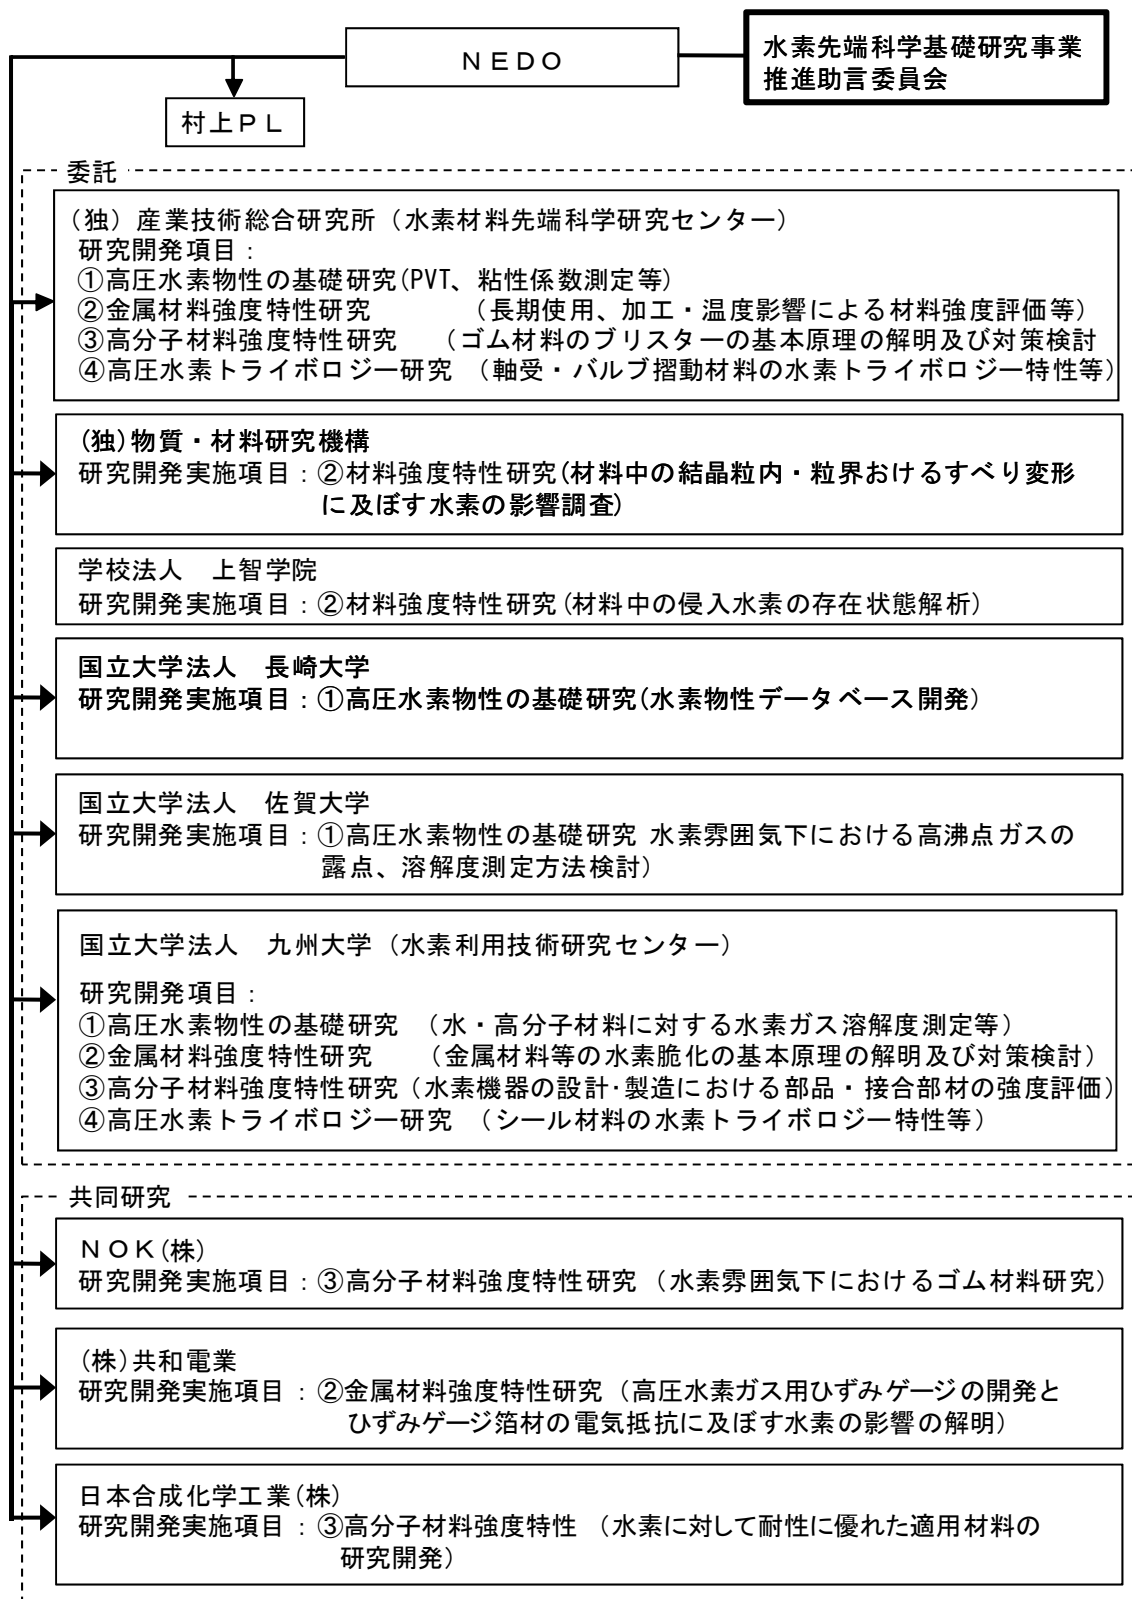 NEDO
水素先端科学基礎研究事業
推進助言委員会
村上PL
委託
(独)産業技術総合研究所(水素材料先端科学研究センター)
研究開発項目:
①高圧水素物性の基礎研究(PVT、粘性係数測定等)
②金属材料強度特性研究 (長期使用、加工・温度影響による材料強度評価等)
③高分子材料強度特性研究 (ゴム材料のブリスターの基本原理の解明及び対策検討
④高圧水素トライボロジー研究 (軸受・バルブ摺動材料の水素トライボロジー特性等)
(独)物質・材料研究機構
研究開発実施項目:②材料強度特性研究(材料中の結晶粒内・粒界おけるすべり変形
に及ぼす水素の影響調査)
学校法人 上智学院
研究開発実施項目:②材料強度特性研究(材料中の侵入水素の存在状態解析)
国立大学法人 長崎大学
研究開発実施項目:①高圧水素物性の基礎研究(水素物性データベース開発)
国立大学法人 佐賀大学
研究開発実施項目:①高圧水素物性の基礎研究 水素雰囲気下における高沸点ガスの
露点、溶解度測定方法検討)
国立大学法人 九州大学(水素利用技術研究センター)
研究開発項目:
①高圧水素物性の基礎研究 (水・高分子材料に対する水素ガス溶解度測定等)
②金属材料強度特性研究 (金属材料等の水素脆化の基本原理の解明及び対策検討)
③高分子材料強度特性研究(水素機器の設計・製造における部品・接合部材の強度評価)
④高圧水素トライボロジー研究 (シール材料の水素トライボロジー特性等)
共同研究
NOK(株)
研究開発実施項目:③高分子材料強度特性研究 (水素雰囲気下におけるゴム材料研究)
(株)共和電業
研究開発実施項目:②金属材料強度特性研究 (高圧水素ガス用ひずみゲージの開発と
ひずみゲージ箔材の電気抵抗に及ぼす水素の影響の解明)
日本合成化学工業(株)
研究開発実施項目:③高分子材料強度特性 (水素に対して耐性に優れた適用材料の
研究開発)